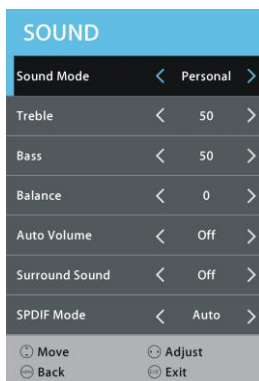 SOUND
Sound Mode Personal
Treble 50
Bass 50
Balance 0
Auto Volume Off
Surround Sound Off
SPDIF Mode Auto
Move Adjust
Back Exit